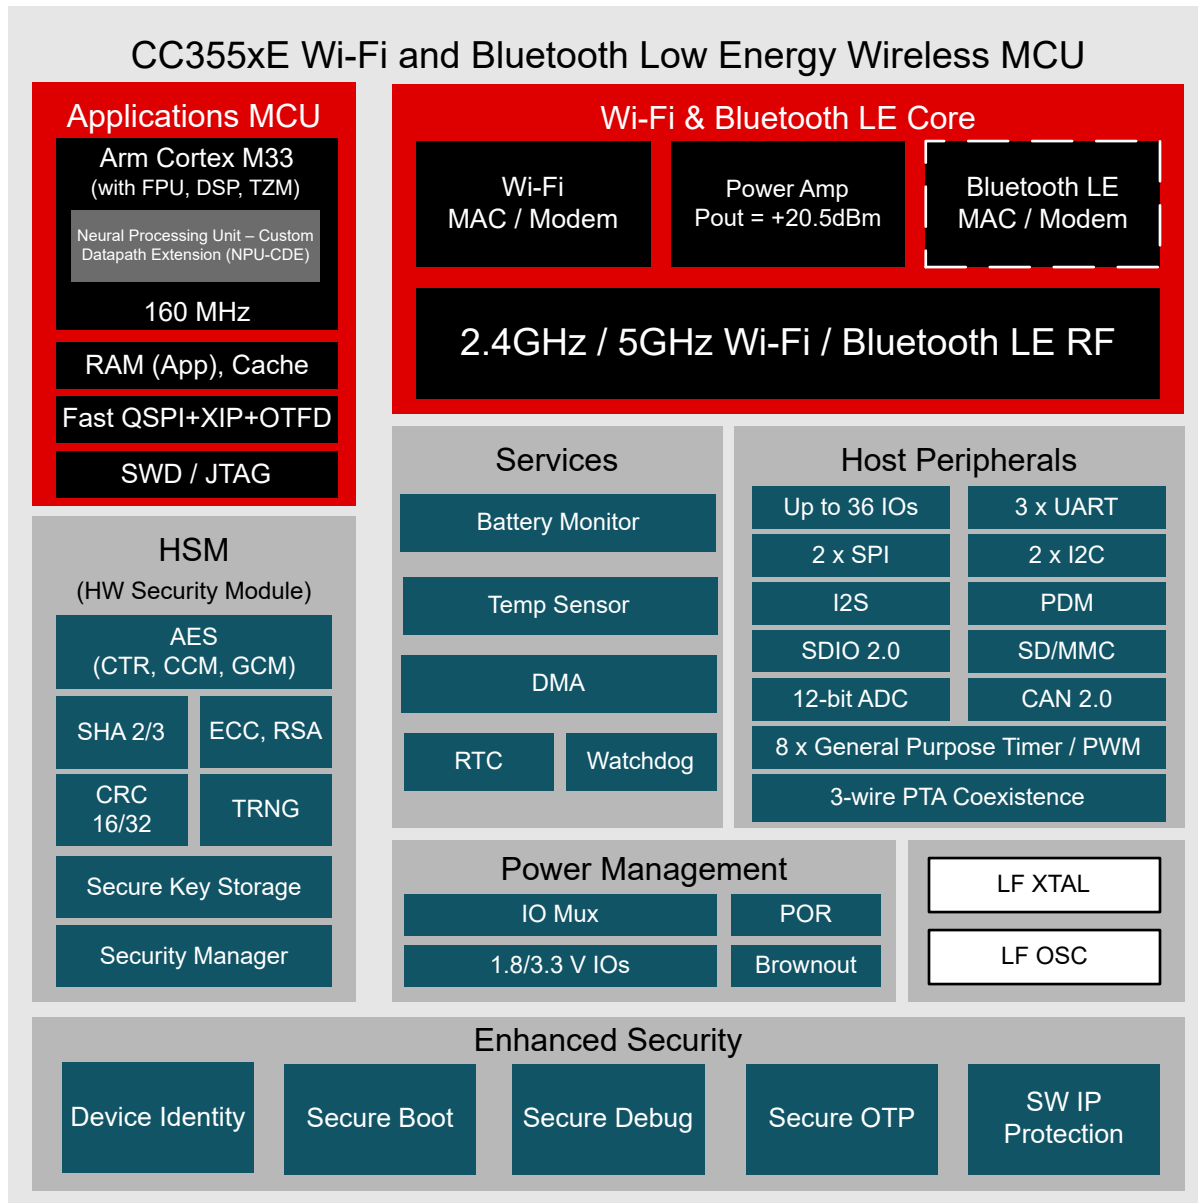 CC355xE Wi-Fi and Bluetooth Low Energy Wireless MCU
Applications MCU
Arm Cortex M33
(with FPU, DSP, TZM)
Neural Processing Unit – Custom
Datapath Extension (NPU-CDE)
160 MHz
RAM (App), Cache
Fast QSPI+XIP+OTFD
SWD / JTAG
Wi-Fi & Bluetooth LE Core
Wi-Fi
MAC / Modem
Power Amp
Pout = +20.5dBm
Bluetooth LE
MAC / Modem
2.4GHz / 5GHz Wi-Fi / Bluetooth LE RF
HSM
(HW Security Module)
AES
(CTR, CCM, GCM)
SHA 2/3
ECC, RSA
CRC
16/32
TRNG
Secure Key Storage
Security Manager
Services
Battery Monitor
Temp Sensor
DMA
RTC
Watchdog
Host Peripherals
Up to 36 IOs
3 x UART
2 x SPI
2 x I2C
I2S
PDM
SDIO 2.0
SD/MMC
12-bit ADC
CAN 2.0
8 x General Purpose Timer / PWM
3-wire PTA Coexistence
Power Management
IO Mux
POR
1.8/3.3 V IOs
Brownout
LF XTAL
LF OSC
Enhanced Security
Device Identity
Secure Boot
Secure Debug
Secure OTP
SW IP
Protection